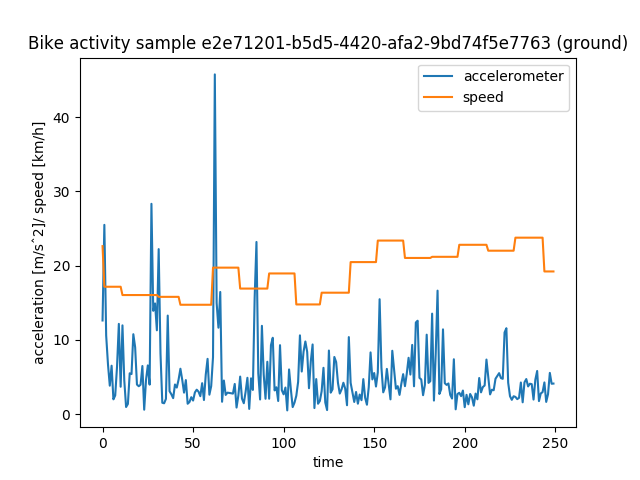 Bike activity sample e2e71201-b5d5-4420-afa2-9bd74f5e7763 (ground)
accelerometer
speed
acceleration [m/s^2]/ speed [km/h]
40
30
20
10
0
0 50 100 150 200 250
time